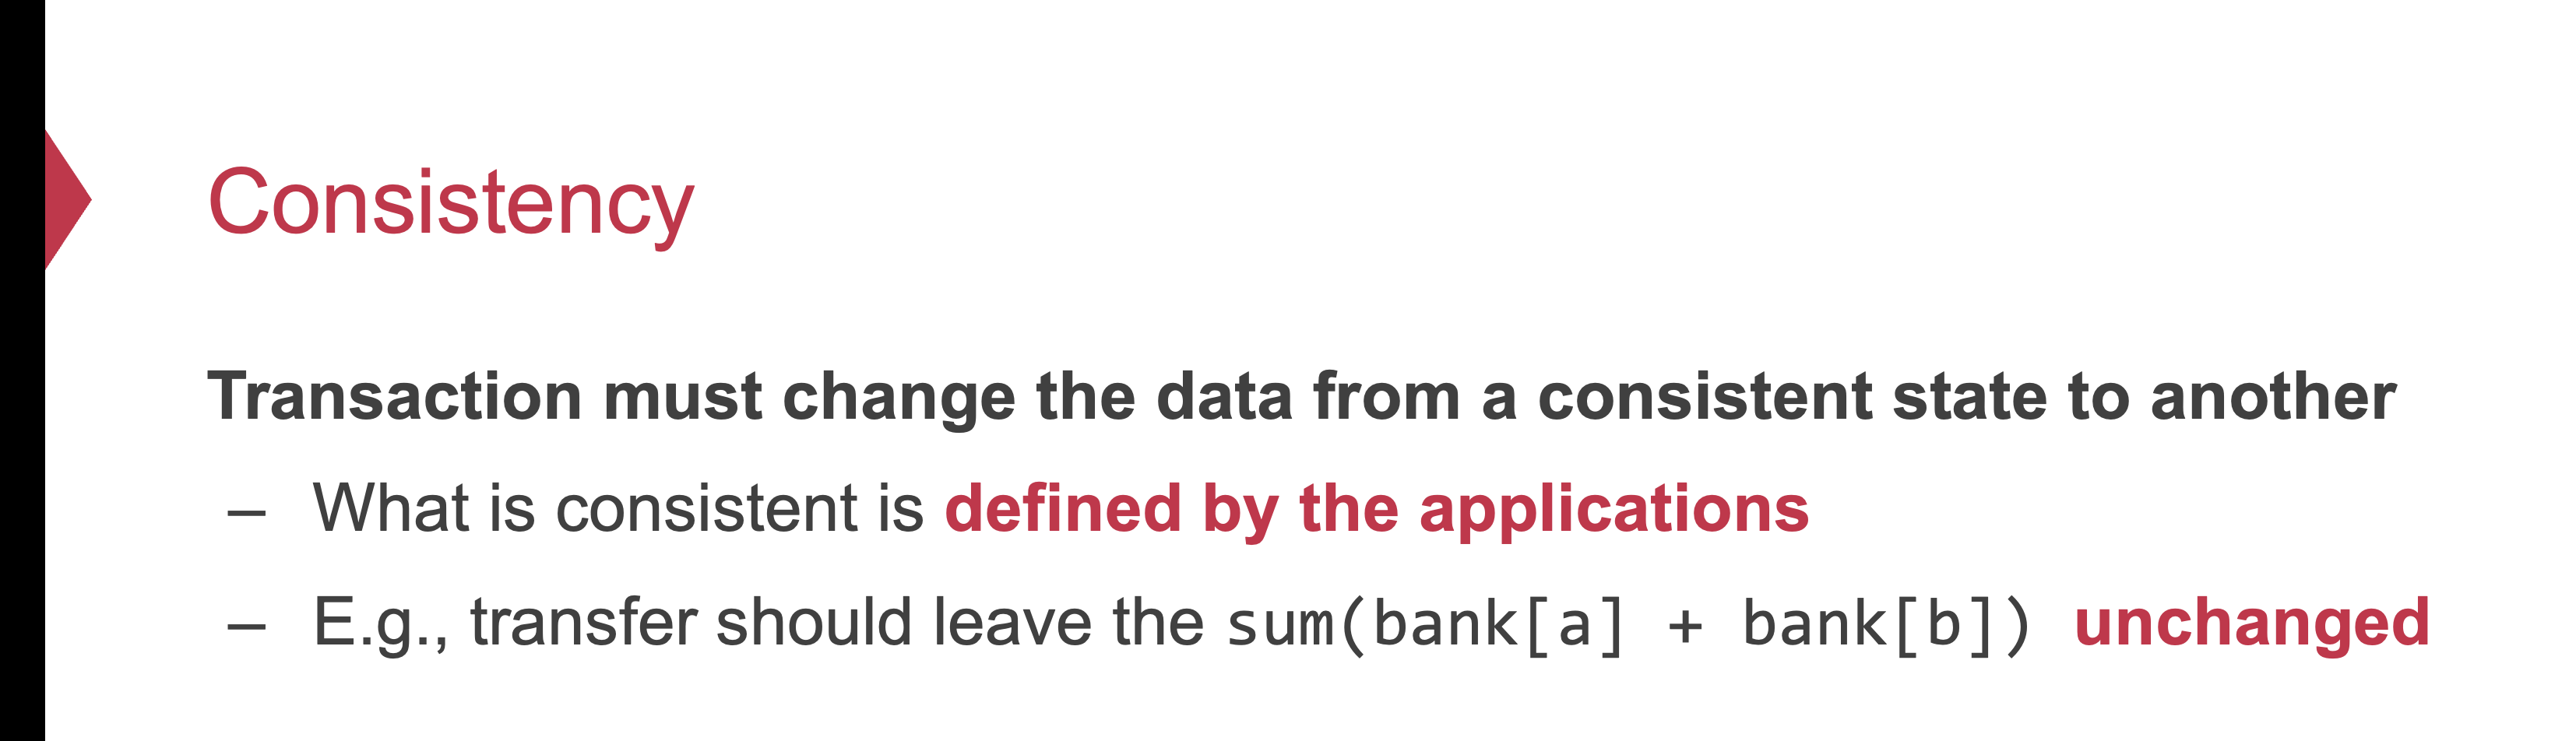 Consistency
Transaction must change the data from a consistent state to another
– What is consistent is defined by the applications
– E.g., transfer should leave the sum(bank[a] + bank[b]) unchanged